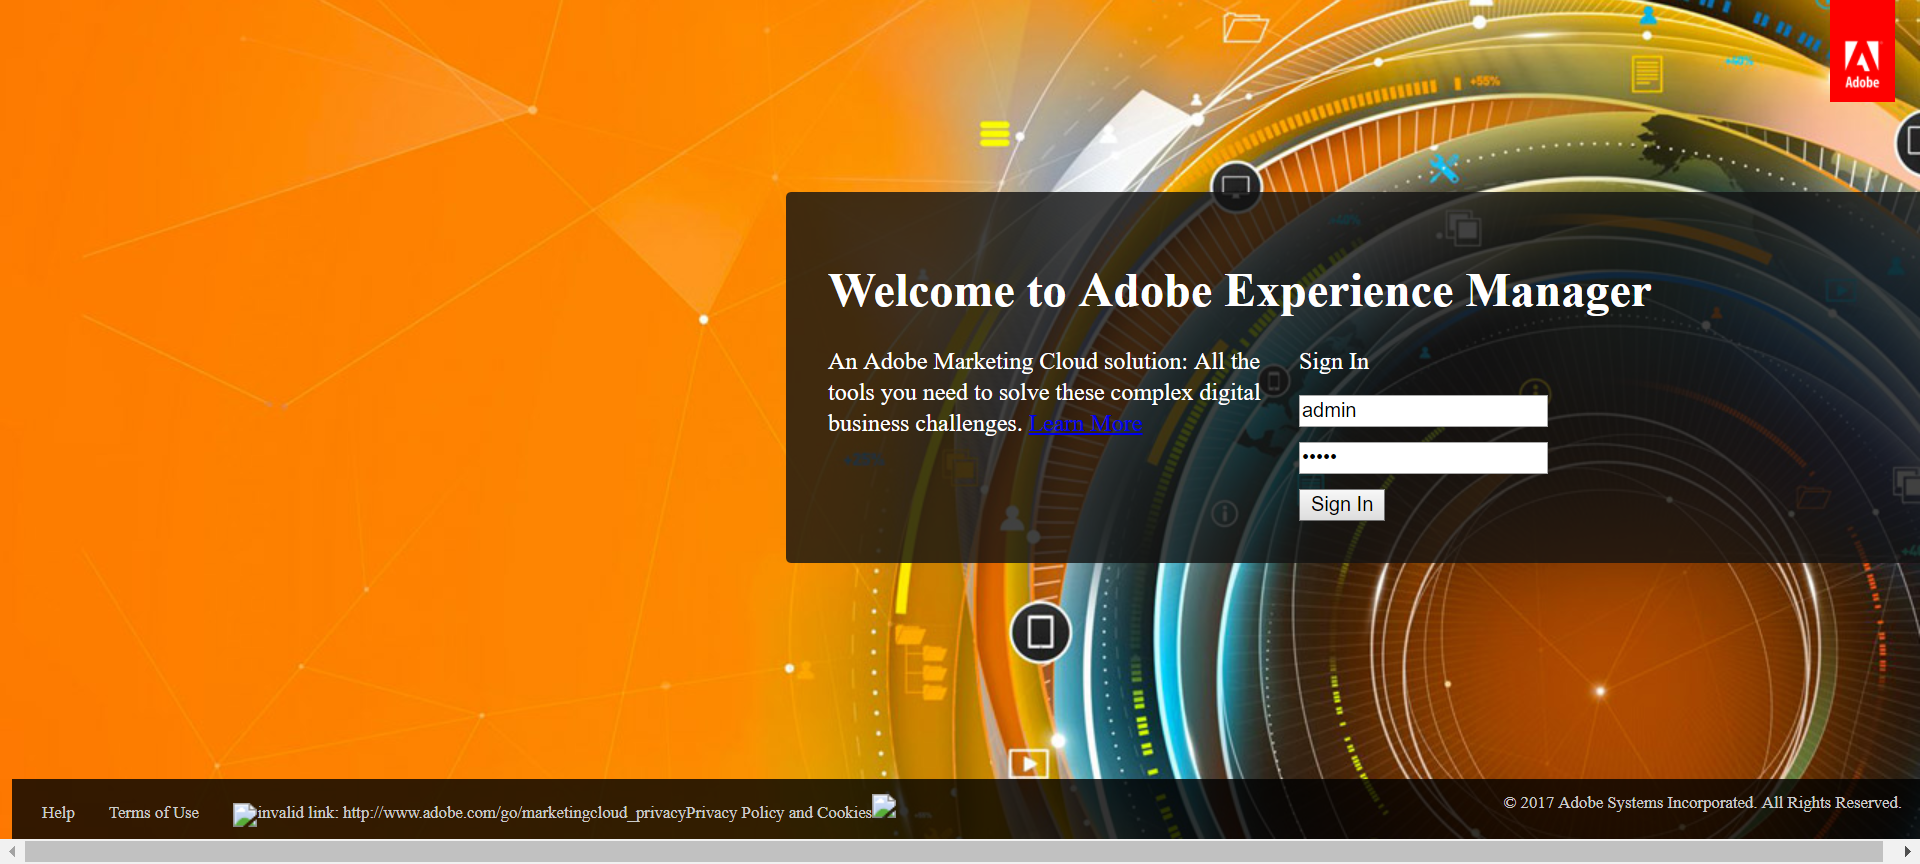 +55%
+40%
Adobe
Welcome to Adobe Experience Manager
An Adobe Marketing Cloud solution: All the
tools you need to solve these complex digital
business challenges. Learn More
Sign In
admin
•••••
Sign In
Help
Terms of Use
invalid link: http://www.adobe.com/go/marketingcloud_privacyPrivacy Policy and Cookies
© 2017 Adobe Systems Incorporated. All Rights Reserved.